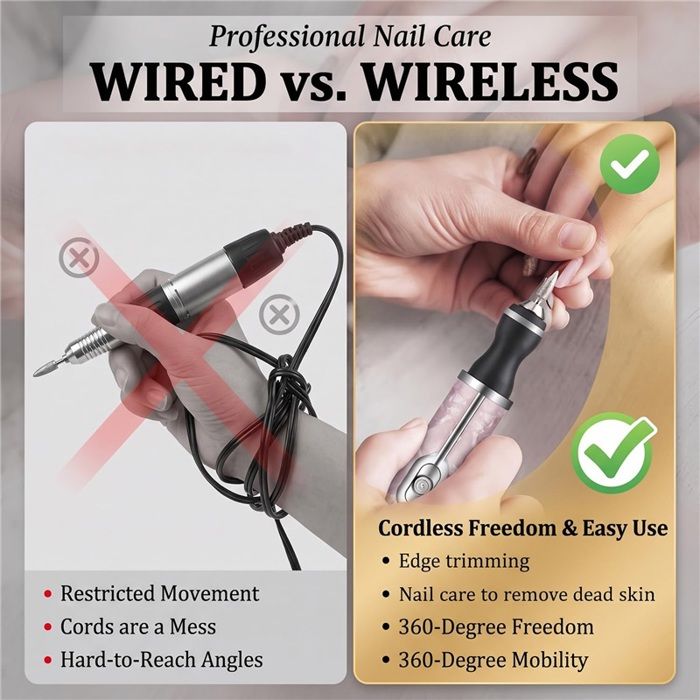 Professional Nail Care
WIRED vs. WIRELESS
• Restricted Movement
• Cords are a Mess
• Hard-to-Reach Angles
Cordless Freedom & Easy Use
• Edge trimming
• Nail care to remove dead skin
• 360-Degree Freedom
• 360-Degree Mobility